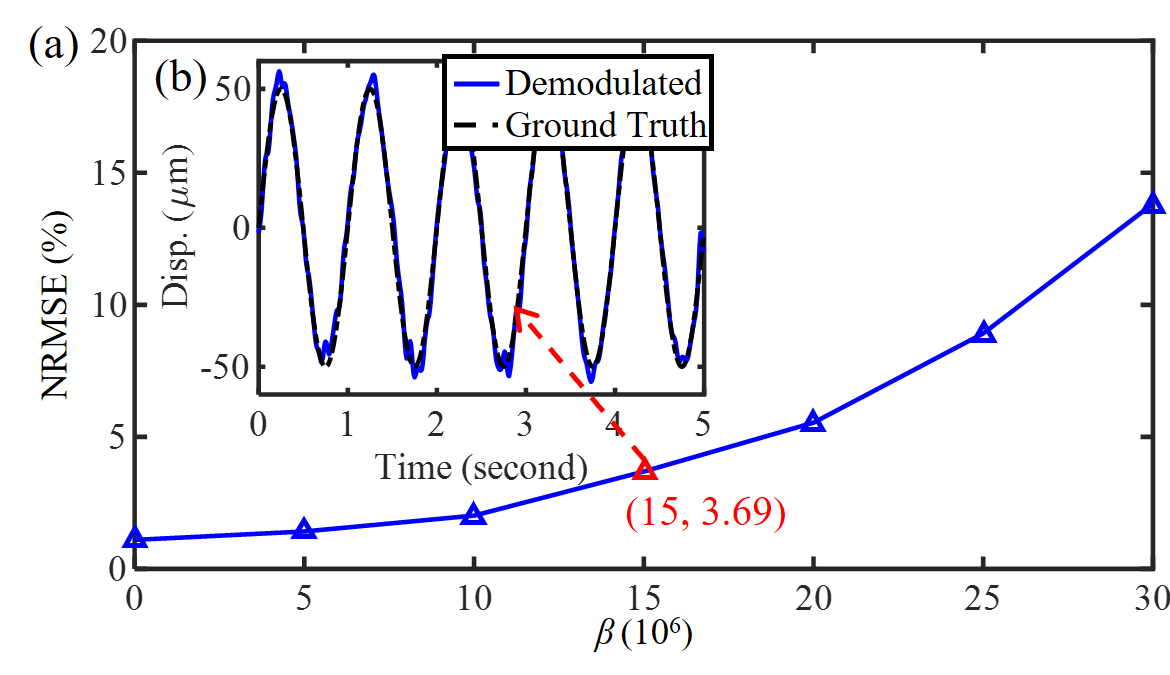 (a)
20
15
10
5
0
NRMSE (%)
0 5 10 15 20 25 30
β (10⁶)
(15, 3.69)
(b)
50
0
-50
Disp. (μm)
0 1 2 3 4 5
Time (second)
Demodulated
Ground Truth